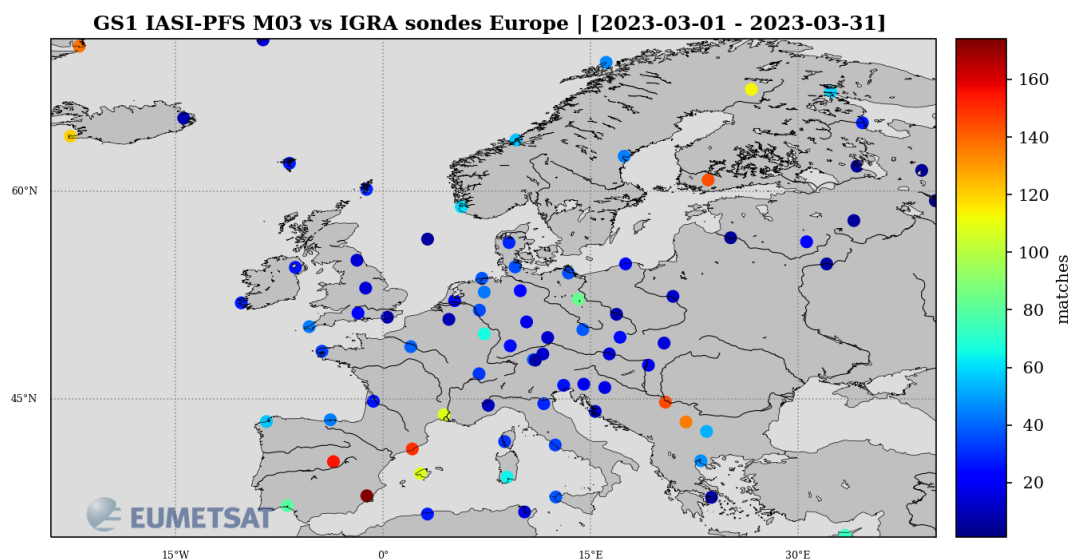 GS1 IASI-PFS M03 vs IGRA sondes Europe | [2023-03-01 - 2023-03-31]
160
140
120
100
80
60
40
20
matches
60°N
45°N
EUMETSAT
15°W
0°
15°E
30°E